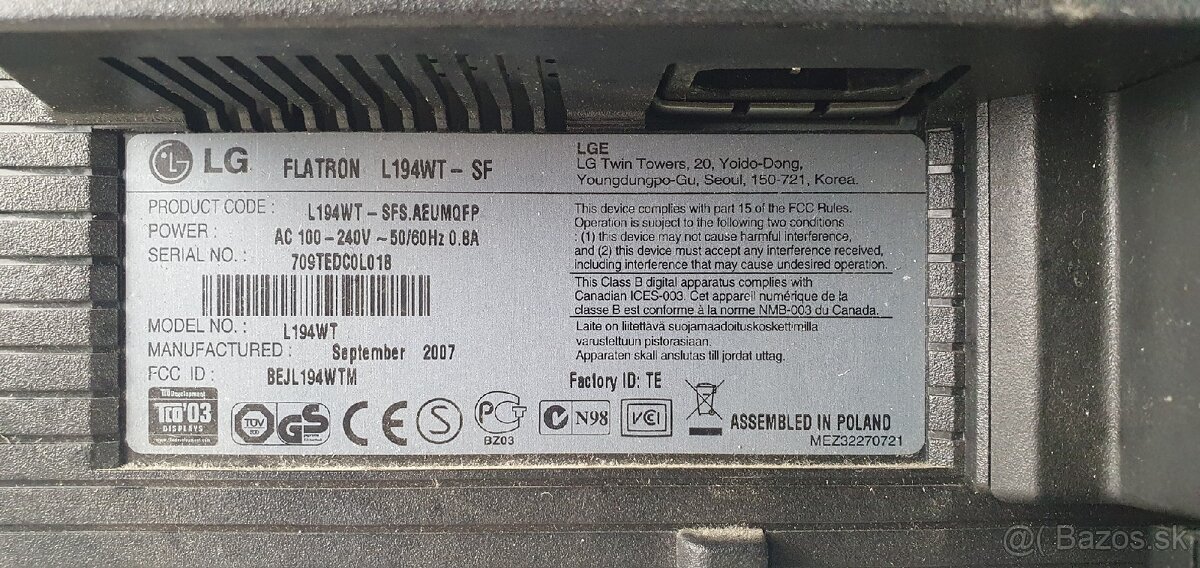 LG FLATRON L194WT - SF
LGE
LG Twin Towers, 20, Yoido-Dong,
Youngdungpo-Gu, Seoul, 150-721, Korea.
PRODUCT CODE : L194WT - SFS.AEUMQFP
POWER : AC 100 - 240V ~ 50/60Hz 0.8A
SERIAL NO. : 709TEDC0L018
MODEL NO. : L194WT
MANUFACTURED : September 2007
FCC ID : BEJL194WTM
This device complies with part 15 of the FCC Rules.
Operation is subject to the following two conditions
: (1) this device may not cause harmful interference,
and (2) this device must accept any interference received,
including interference that may cause undesired operation.
This Class B digital apparatus complies with
Canadian ICES-003. Cet appareil numérique de la
classe B est conforme à la norme NMB-003 du Canada.
Laite on liitettävä suojamaadoituskoskettimilla
varustettuun pistorasiaan.
Apparaten skall anslutas till jordat uttag.
Factory ID: TE
TCO Development
TCO'03
DISPLAYS
TÜV
GS
CE
S
PCT
BZ03
N98
VCI
ASSEMBLED IN POLAND
MEZ32270721
@( Bazos.sk